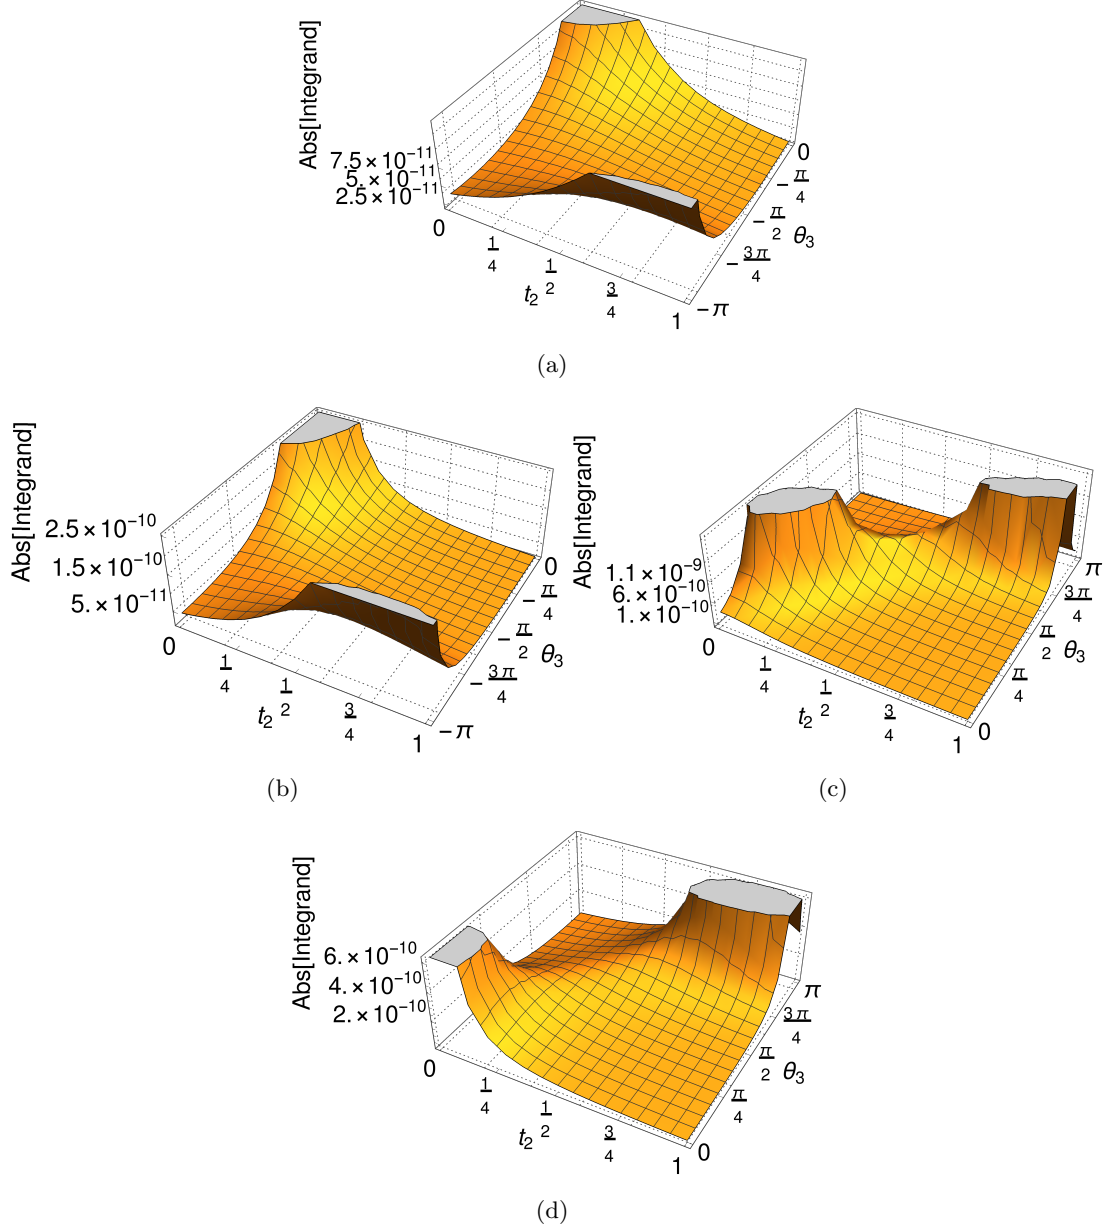 Abs[Integrand]
7.5×10⁻¹¹
5.×10⁻¹¹
2.5×10⁻¹¹
0
1/4
1/2
3/4
1
t₂
0
-π/4
-π/2
-3π/4
-π
θ₃
(a)
Abs[Integrand]
2.5×10⁻¹⁰
1.5×10⁻¹⁰
5.×10⁻¹¹
0
1/4
1/2
3/4
1
t₂
0
-π/4
-π/2
-3π/4
-π
θ₃
(b)
Abs[Integrand]
1.1×10⁻⁹
6.×10⁻¹⁰
1.×10⁻¹⁰
0
1/4
1/2
3/4
1
t₂
π
3π/4
π/2
π/4
0
θ₃
(c)
Abs[Integrand]
6.×10⁻¹⁰
4.×10⁻¹⁰
2.×10⁻¹⁰
0
1/4
1/2
3/4
1
t₂
π
3π/4
π/2
π/4
0
θ₃
(d)